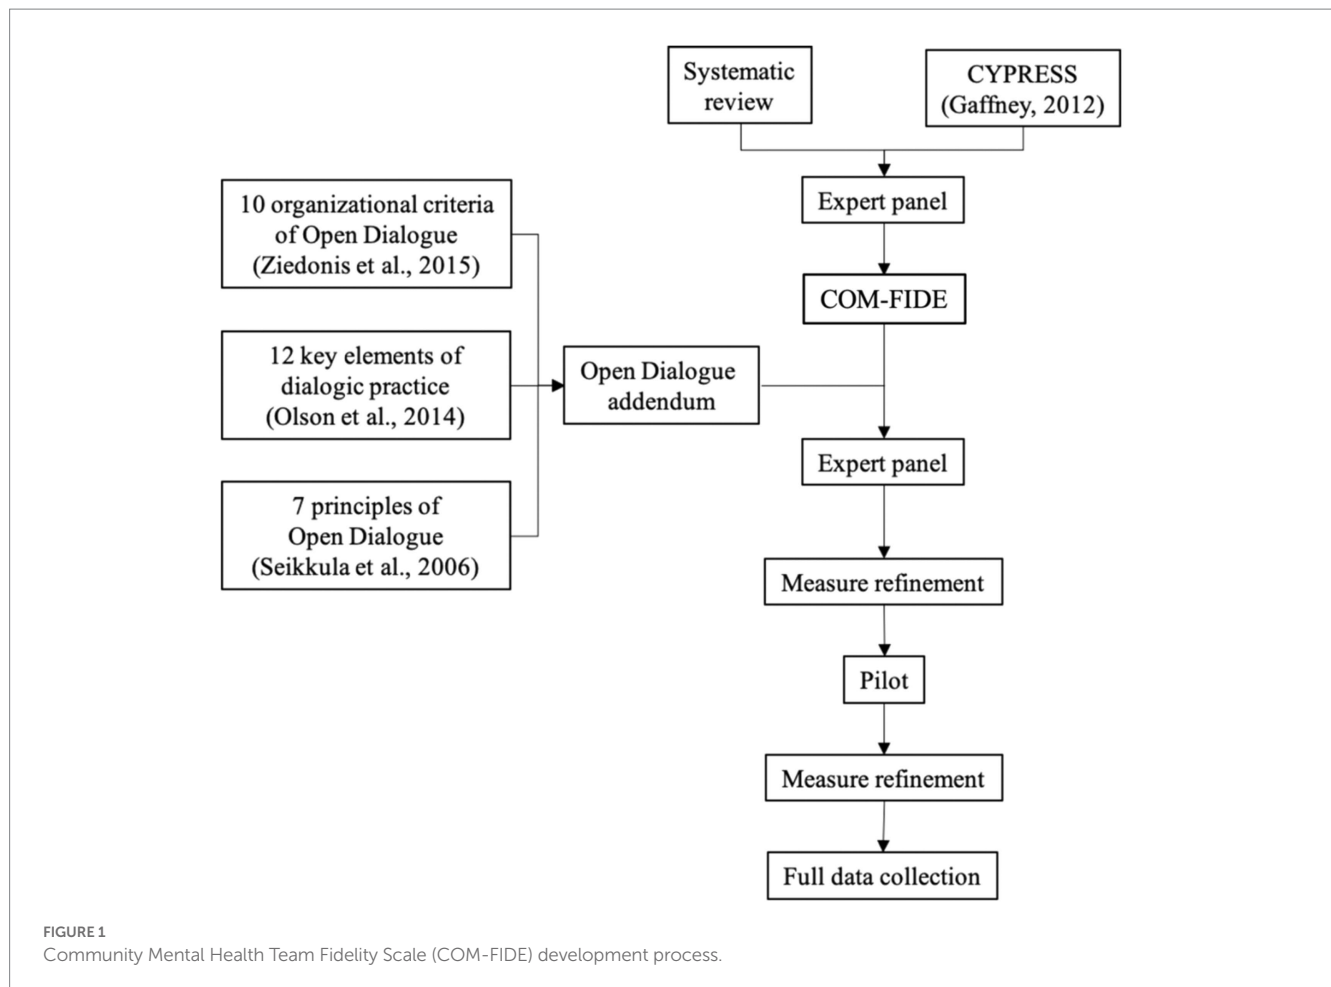 Systematic
review
CYPRESS
(Gaffney, 2012)
Expert panel
10 organizational criteria
of Open Dialogue
(Ziedonis et al., 2015)
COM-FIDE
12 key elements of
dialogic practice
(Olson et al., 2014)
Open Dialogue
addendum
Expert panel
7 principles of
Open Dialogue
(Seikkula et al., 2006)
Measure refinement
Pilot
Measure refinement
Full data collection
FIGURE 1
Community Mental Health Team Fidelity Scale (COM-FIDE) development process.